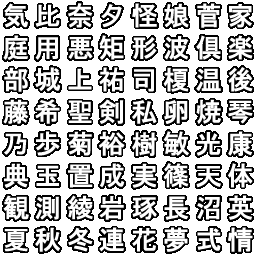 気比奈夕怪娘菅家
庭用悪矩形波倶楽
部城上祐司榎温後
藤希聖剣私卵焼琴
乃歩菊裕樹敏光康
典玉置成実篠天体
観測綾岩琢長沼英
夏秋冬連花夢式情